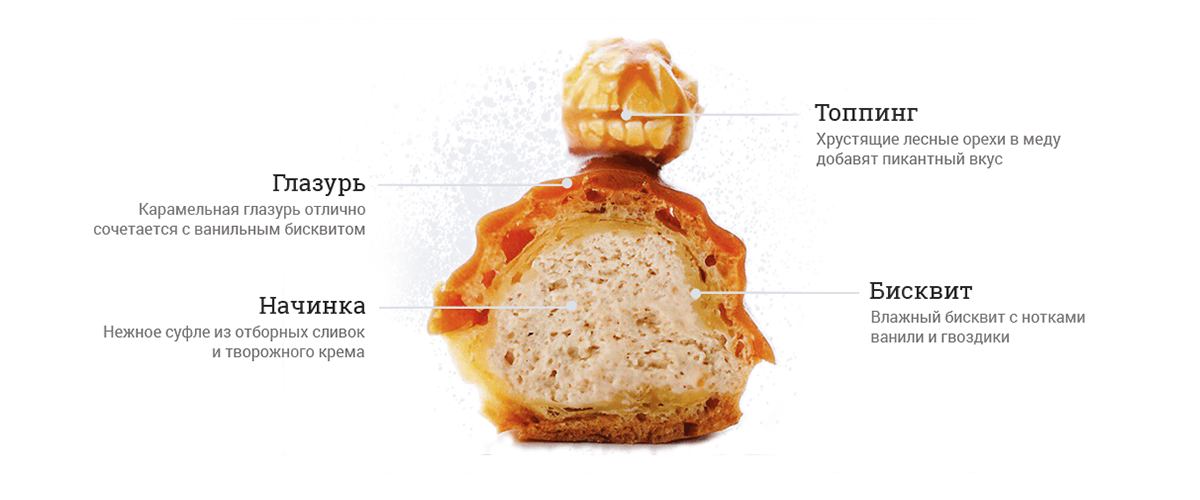 Топпинг
Хрустящие лесные орехи в меду
добавят пикантный вкус
Глазурь
Карамельная глазурь отлично
сочетается с ванильным бисквитом
Бисквит
Влажный бисквит с нотками
ванили и гвоздики
Начинка
Нежное суфле из отборных сливок
и творожного крема